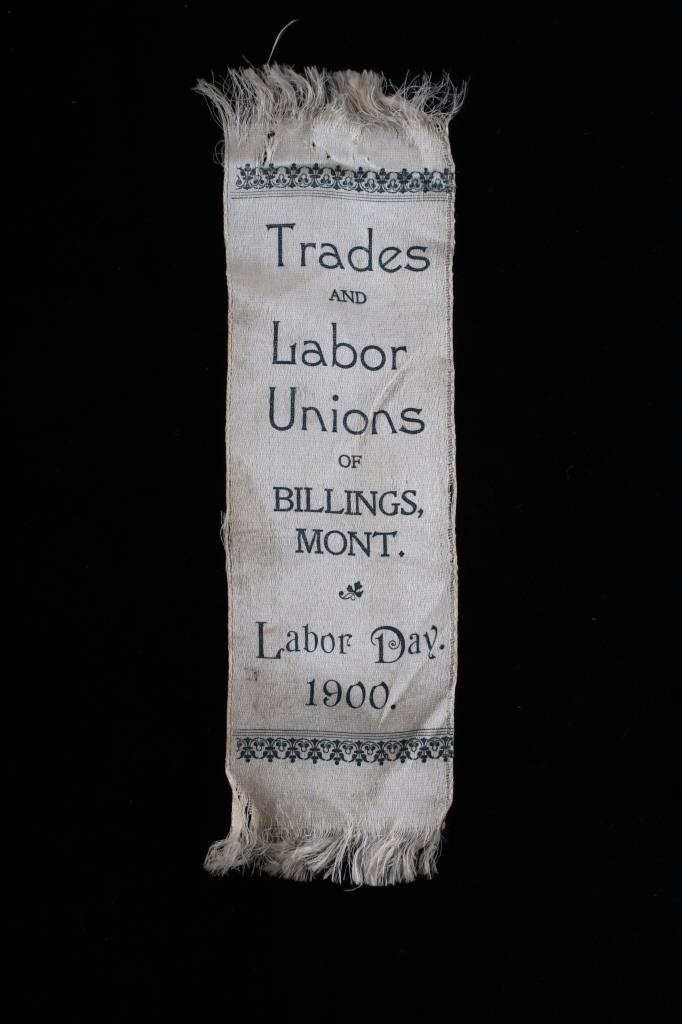 Trades
AND
Labor
Unions
OF
BILLINGS,
MONT.
Labor Day.
1900.